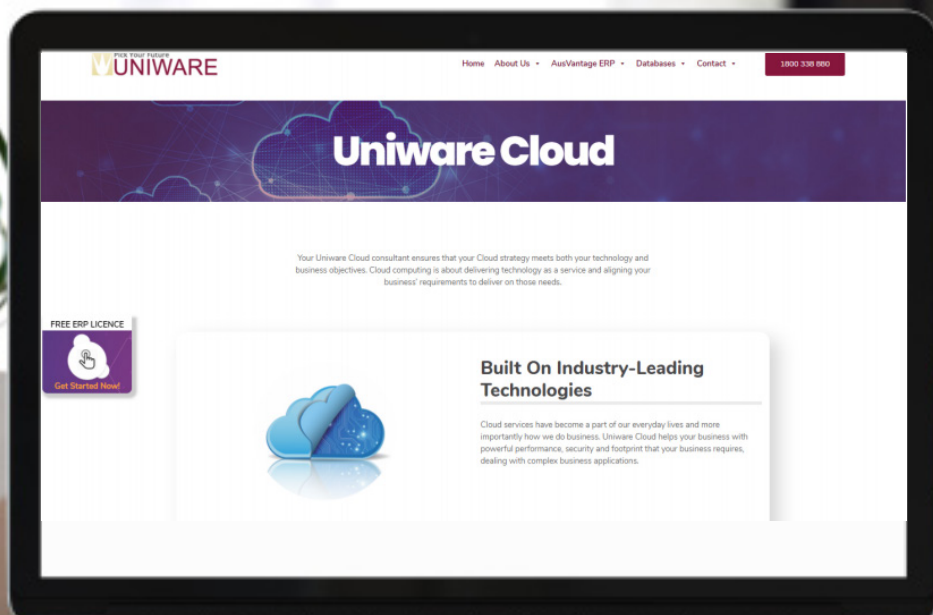 Pick Your Future
UNIWARE
Home About Us AusVantage ERP Databases Contact
1800 338 880
Uniware Cloud
Your Uniware Cloud consultant ensures that your Cloud strategy meets both your technology and
business objectives. Cloud computing is about delivering technology as a service and aligning your
business' requirements to deliver on those needs.
FREE ERP LICENCE
Get Started Now!
Built On Industry-Leading
Technologies
Cloud services have become a part of our everyday lives and more
importantly how we do business. Uniware Cloud helps your business with
powerful performance, security and footprint that your business requires,
dealing with complex business applications.